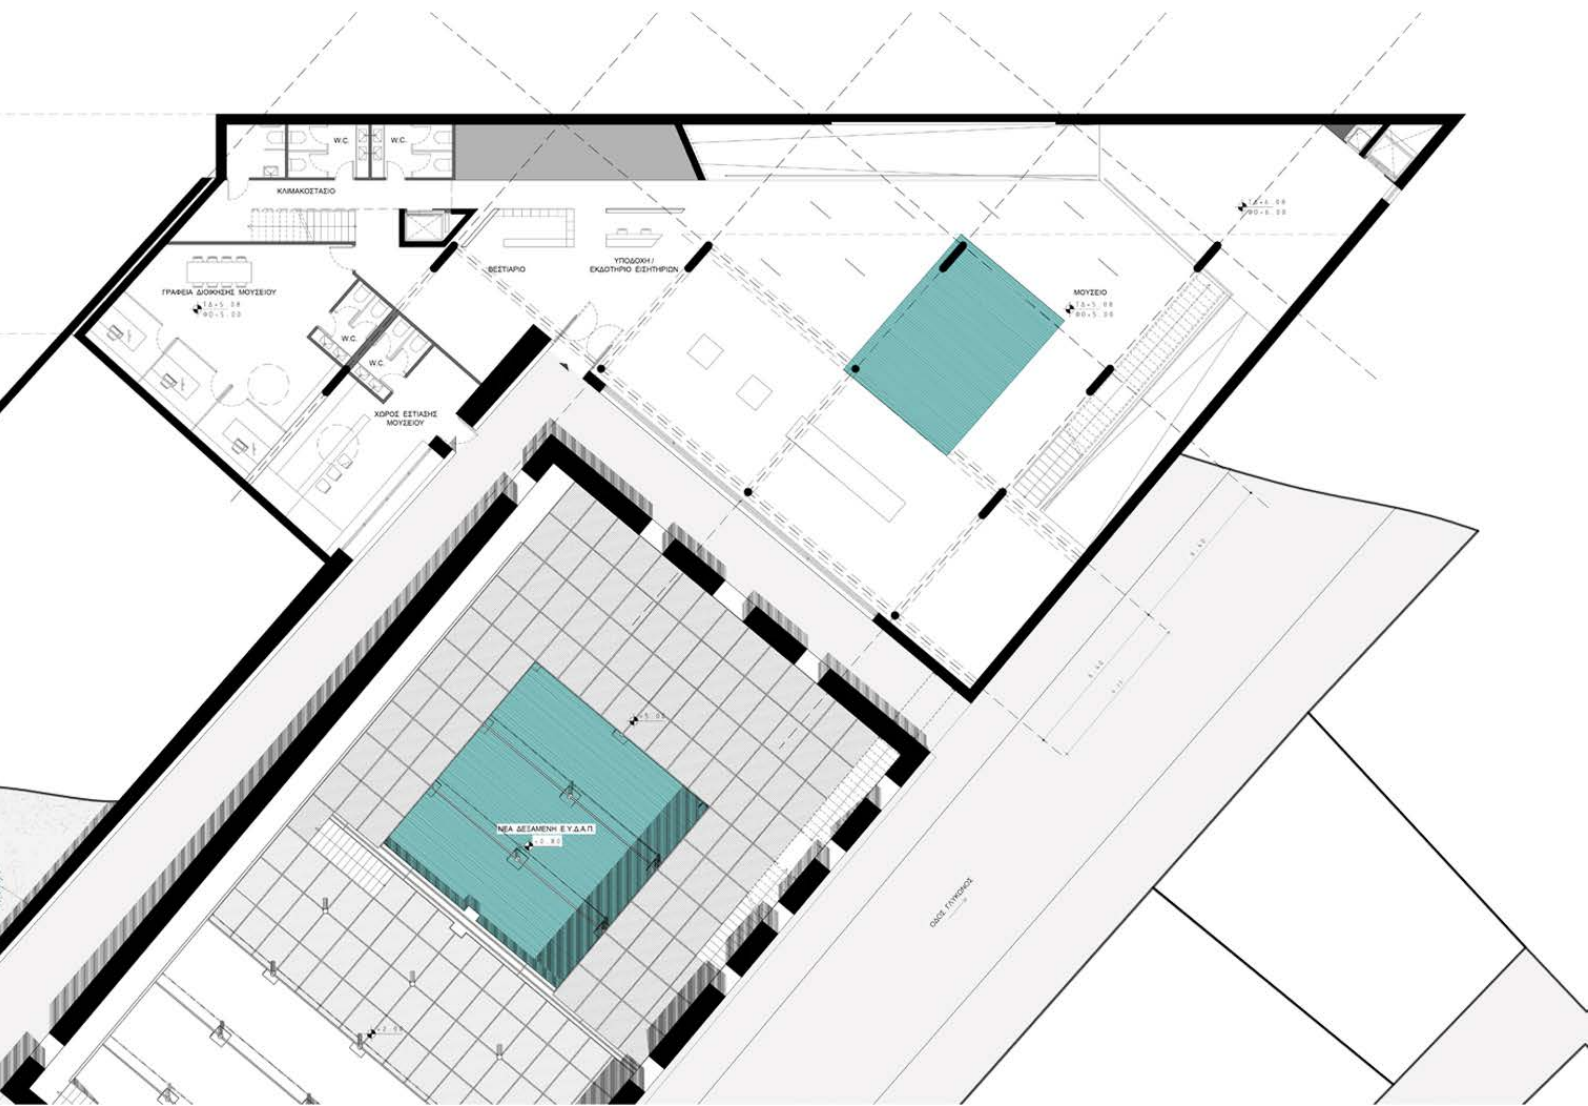 W.C.
W.C.
ΚΛΙΜΑΚΟΣΤΑΣΙΟ
ΒΕΣΤΙΑΡΙΟ
ΥΠΟΔΟΧΗ /
ΕΚΔΟΤΗΡΙΟ ΕΙΣΗΤΗΡΙΩΝ
ΓΡΑΦΕΙΑ ΔΙΟΙΚΗΣΗΣ ΜΟΥΣΕΙΟΥ
ΜΟΥΣΕΙΟ
W.C.
W.C.
ΧΩΡΟΣ ΕΣΤΙΑΣΗΣ
ΜΟΥΣΕΙΟΥ
ΝΕΑ ΔΕΞΑΜΕΝΗ Ε.Υ.Δ.Α.Π.
ΟΔΟΣ ΓΛΥΚΩΝΟΣ